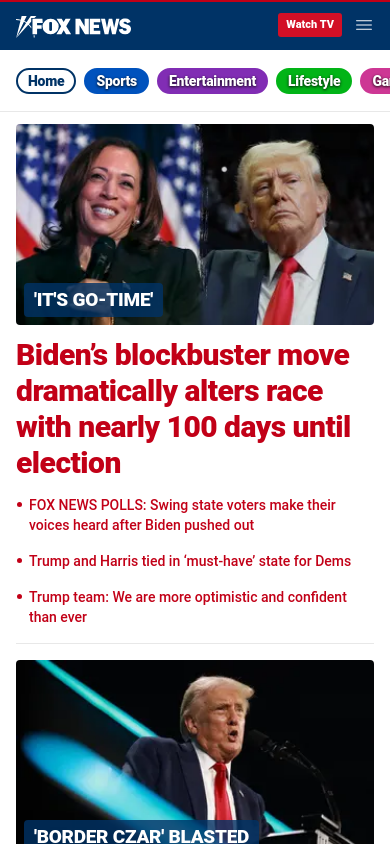 FOX NEWS
Watch TV
Home
Sports
Entertainment
Lifestyle
'IT'S GO-TIME'
Biden’s blockbuster move
dramatically alters race
with nearly 100 days until
election
• FOX NEWS POLLS: Swing state voters make their
voices heard after Biden pushed out
• Trump and Harris tied in ‘must-have’ state for Dems
• Trump team: We are more optimistic and confident
than ever
'BORDER CZAR' BLASTED